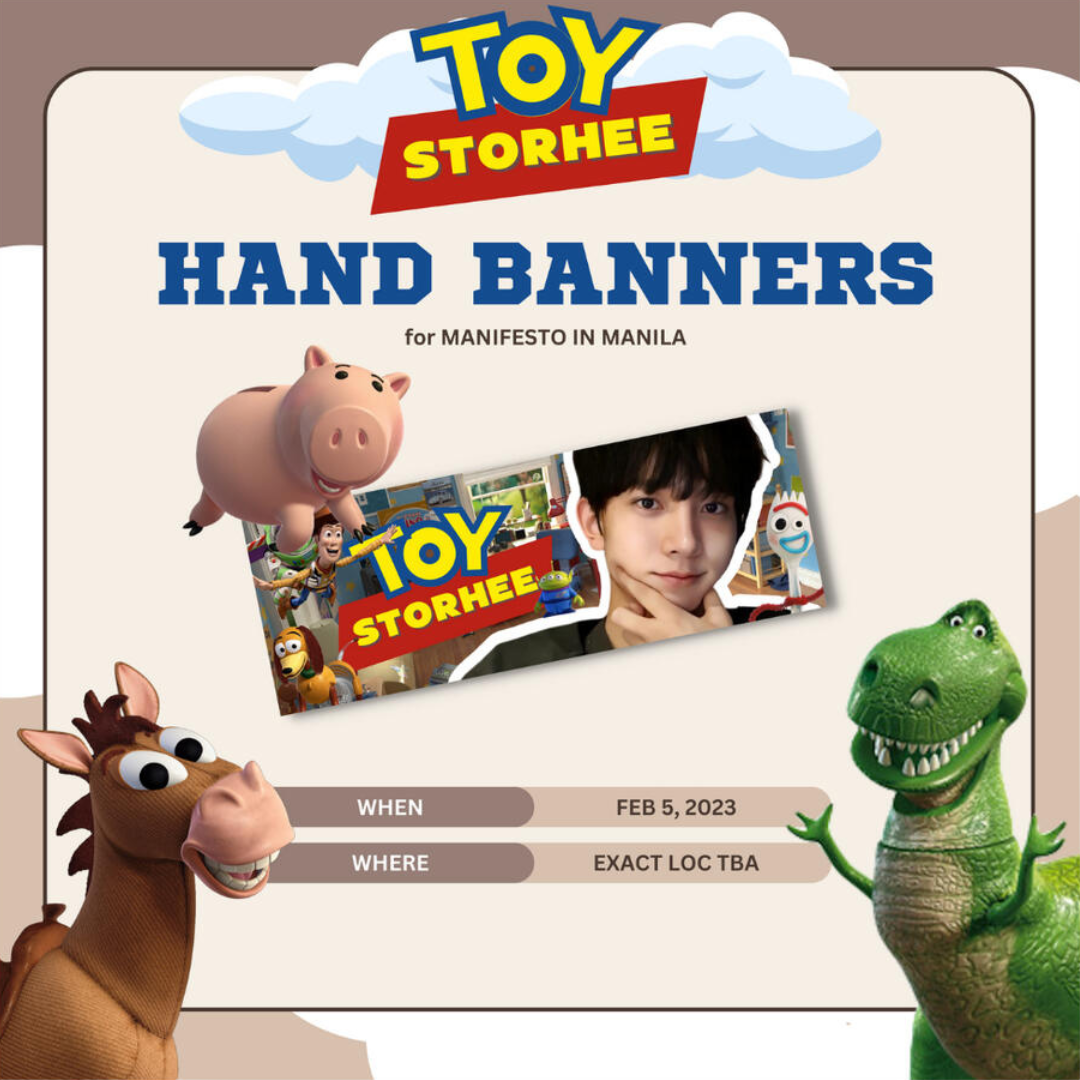 TOY
STORHEE
HAND BANNERS
for MANIFESTO IN MANILA
TOY
STORHEE
WHEN FEB 5, 2023
WHERE EXACT LOC TBA